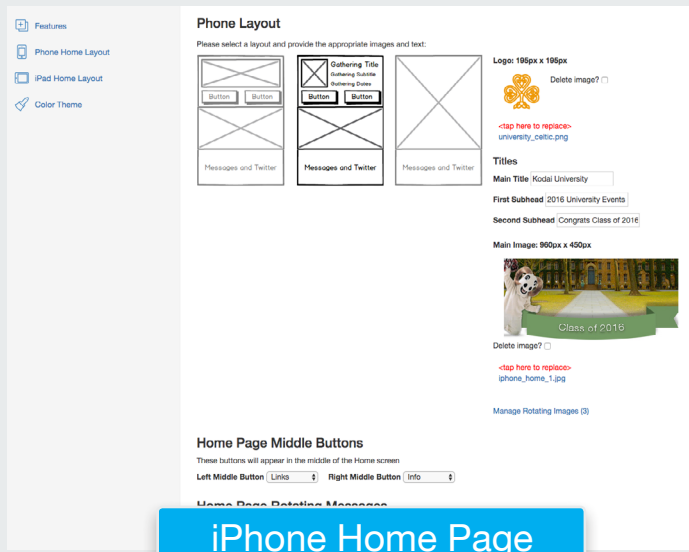 Features
Phone Home Layout
iPad Home Layout
Color Theme
Phone Layout
Please select a layout and provide the appropriate images and text:
Button Button
Messages and Twitter
Gathering Title
Gathering Subtitle
Gathering Dates
Button Button
Messages and Twitter
Messages and Twitter
Logo: 195px x 195px
Delete image?
<tap here to replace>
university_celtic.png
Titles
Main Title Kodai University
First Subhead 2016 University Events
Second Subhead Congrats Class of 2016
Main Image: 960px x 450px
Class of 2016
Delete image?
<tap here to replace>
iphone_home_1.jpg
Manage Rotating Images (3)
Home Page Middle Buttons
These buttons will appear in the middle of the Home screen
Left Middle Button Links Right Middle Button Info
Home Page Rotating Messages
iPhone Home Page